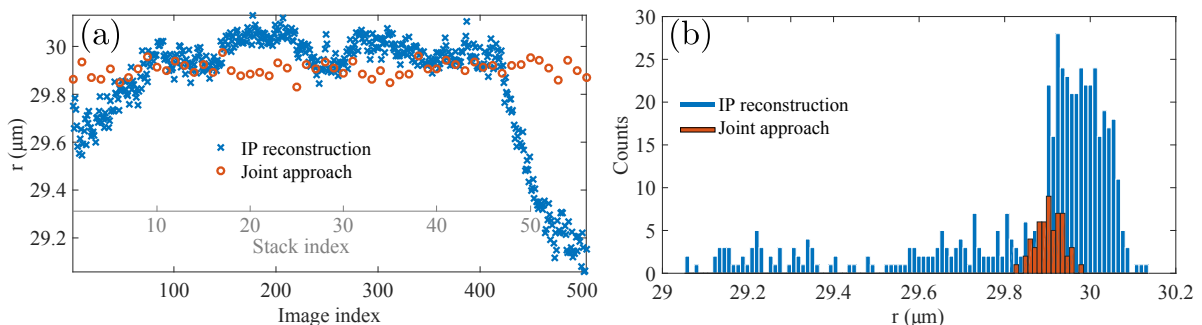 (a)
r (μm)
30
29.8
29.6
29.4
29.2
IP reconstruction
Joint approach
10 20 30 40 50
Stack index
100 200 300 400 500
Image index
(b)
Counts
30
25
20
15
10
5
0
IP reconstruction
Joint approach
29 29.2 29.4 29.6 29.8 30 30.2
r (μm)